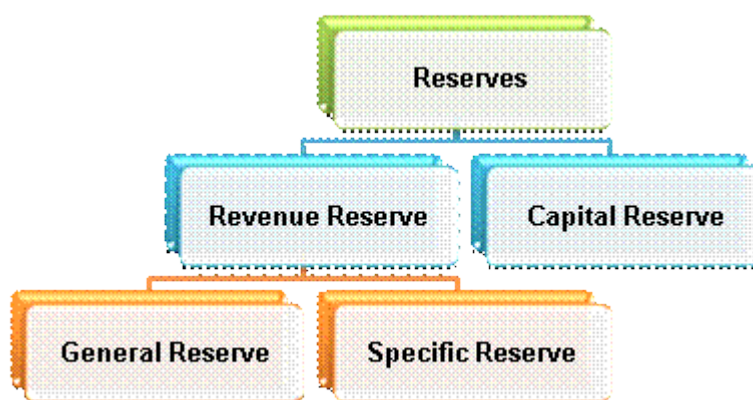 Reserves
Revenue Reserve
Capital Reserve
General Reserve
Specific Reserve